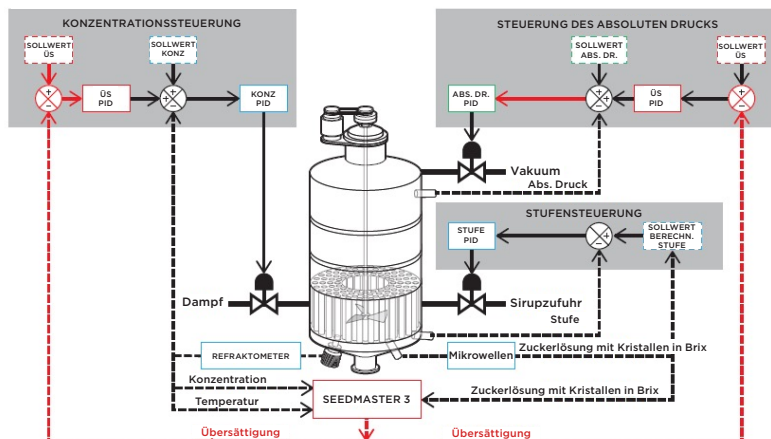 KONZENTRATIONSSTEUERUNG
SOLLWERT
ÜS
SOLLWERT
KONZ
ÜS
PID
KONZ
PID
STEUERUNG DES ABSOLUTEN DRUCKS
SOLLWERT
ABS. DR.
SOLLWERT
ÜS
ABS. DR.
PID
ÜS
PID
Vakuum
Abs. Druck
STUFENSTEUERUNG
STUFE
PID
SOLLWERT
BERECHN.
STUFE
Dampf
Sirupzufuhr
Stufe
REFRAKTOMETER
Mikrowellen
Zuckerlösung mit Kristallen in Brix
Konzentration
Temperatur
SEEDMASTER 3
Zuckerlösung mit Kristallen in Brix
Übersättigung
Übersättigung